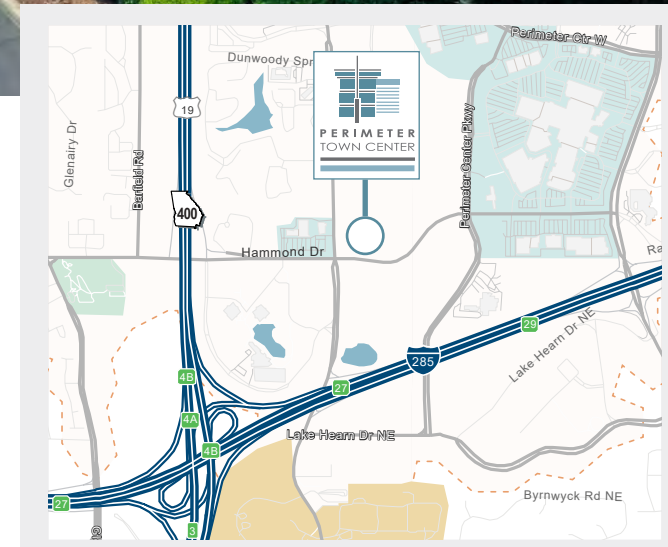 Perimeter Ctr W
Dunwoody Spr
19
Glenairy Dr
Barfield Rd
PERIMETER
TOWN CENTER
Perimeter Center Pkwy
400
Hammond Dr
Ra
29
285
Lake Hearn Dr NE
4B
27
4A
Lake Hearn Dr NE
4B
27
Byrnwyck Rd NE
3